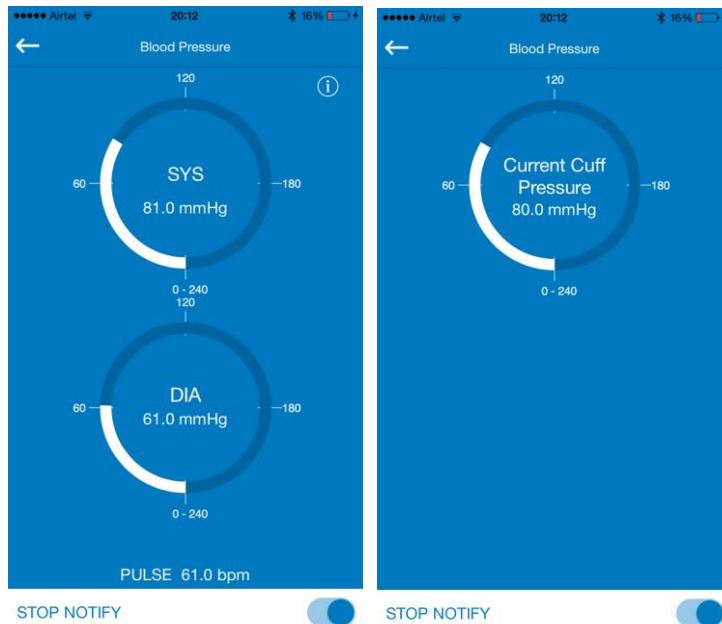 Airtel 20:12 16%
Blood Pressure
120
SYS
60 180
81.0 mmHg
0 - 240
120
DIA
60 180
61.0 mmHg
0 - 240
PULSE 61.0 bpm
STOP NOTIFY
Airtel 20:12 16%
Blood Pressure
120
Current Cuff
60 Pressure 180
80.0 mmHg
0 - 240
STOP NOTIFY